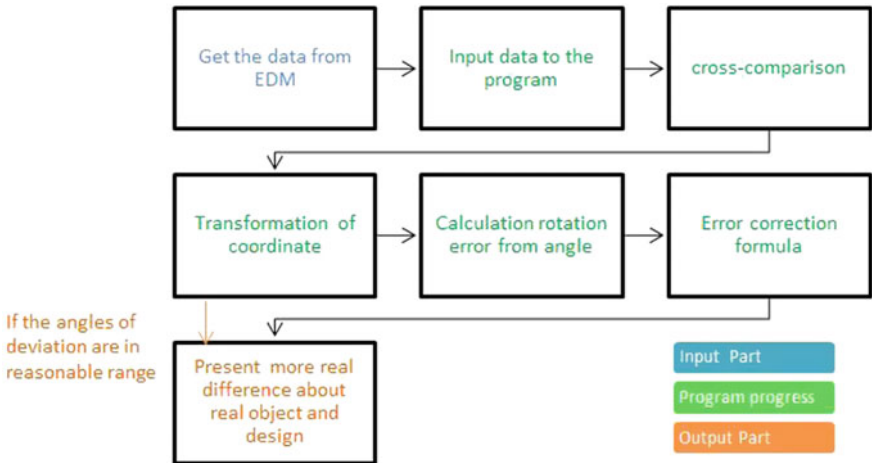 Get the data from
EDM
Input data to the
program
cross-comparison
Transformation of
coordinate
Calculation rotation
error from angle
Error correction
formula
If the angles of
deviation are in
reasonable range
Present more real
difference about
real object and
design
Input Part
Program progress
Output Part